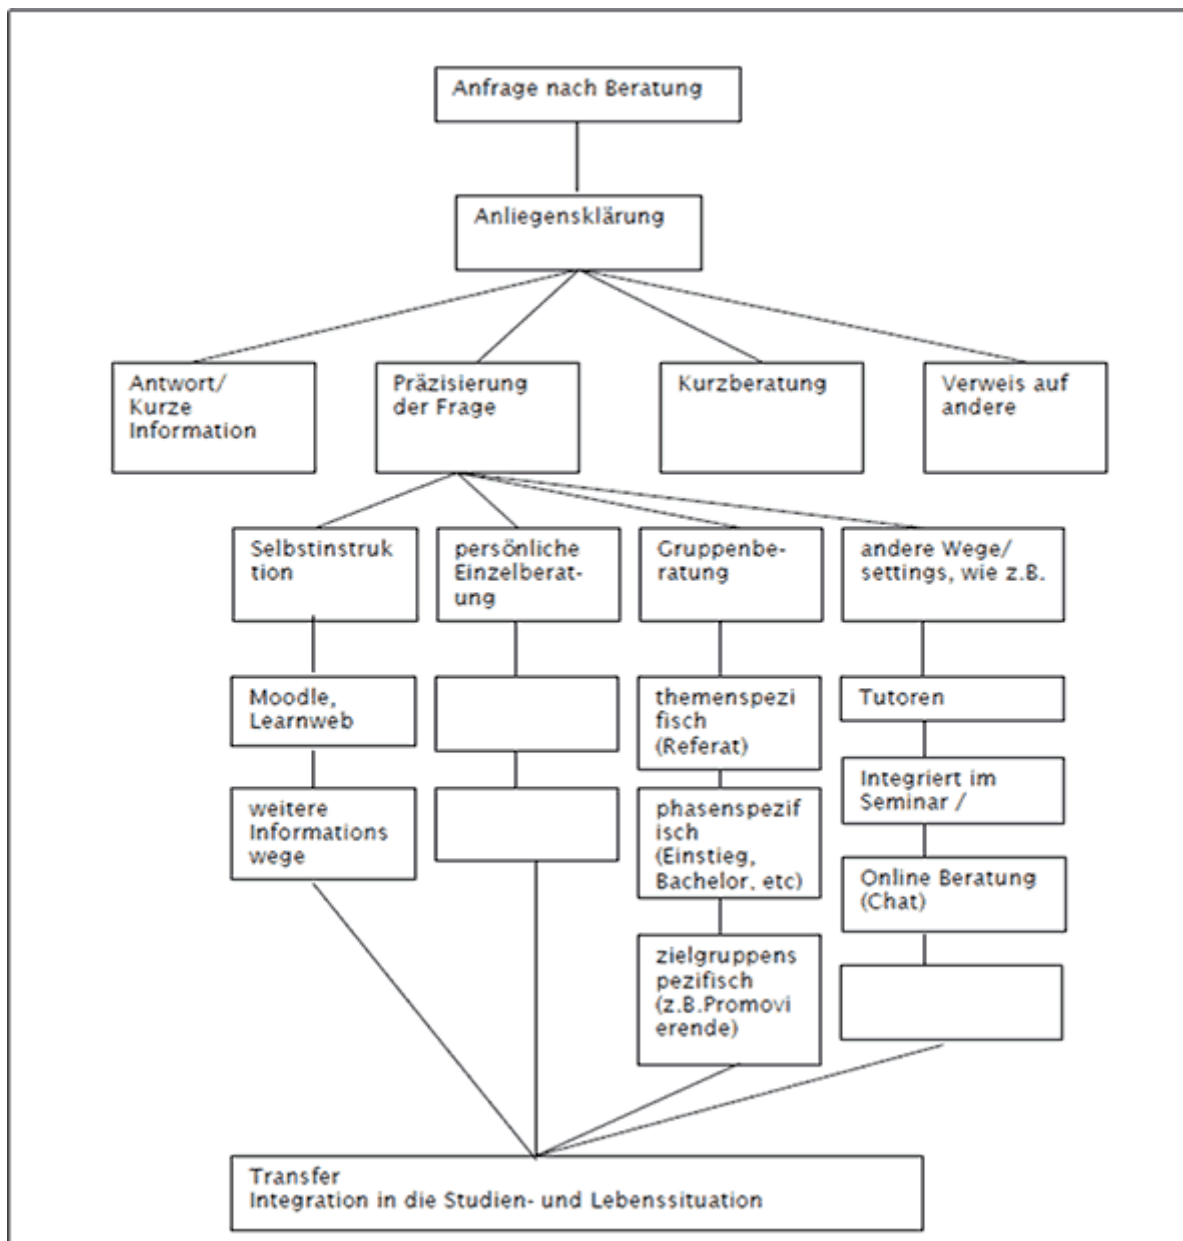 Anfrage nach Beratung
Anliegensklärung
Antwort/
Kurze
Information
Präzisierung
der Frage
Kurzberatung
Verweis auf
andere
Selbstinstruk
tion
persönliche
Einzelberat-
ung
Gruppenbe-
ratung
andere Wege/
settings, wie z.B.
Moodle,
Learnweb
weitere
Informations
wege
themenspezi
fisch
(Referat)
phasenspezif
isch
(Einstieg,
Bachelor, etc)
zielgruppens
pezifisch
(z.B.Promovi
erende)
Tutoren
Integriert im
Seminar /
Online Beratung
(Chat)
Transfer
Integration in die Studien- und Lebenssituation